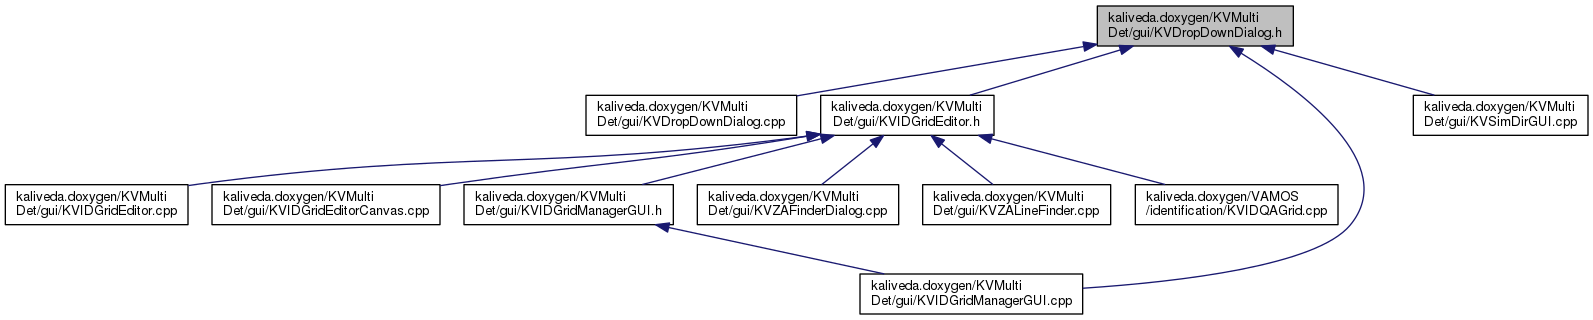 kaliveda.doxygen/KVMulti
Det/gui/KVDropDownDialog.h
kaliveda.doxygen/KVMulti
Det/gui/KVDropDownDialog.cpp
kaliveda.doxygen/KVMulti
Det/gui/KVIDGridEditor.h
kaliveda.doxygen/KVMulti
Det/gui/KVSimDirGUI.cpp
kaliveda.doxygen/KVMulti
Det/gui/KVIDGridEditor.cpp
kaliveda.doxygen/KVMulti
Det/gui/KVIDGridEditorCanvas.cpp
kaliveda.doxygen/KVMulti
Det/gui/KVIDGridManagerGUI.h
kaliveda.doxygen/KVMulti
Det/gui/KVZAFinderDialog.cpp
kaliveda.doxygen/KVMulti
Det/gui/KVZALineFinder.cpp
kaliveda.doxygen/VAMOS
/identification/KVIDQAGrid.cpp
kaliveda.doxygen/KVMulti
Det/gui/KVIDGridManagerGUI.cpp